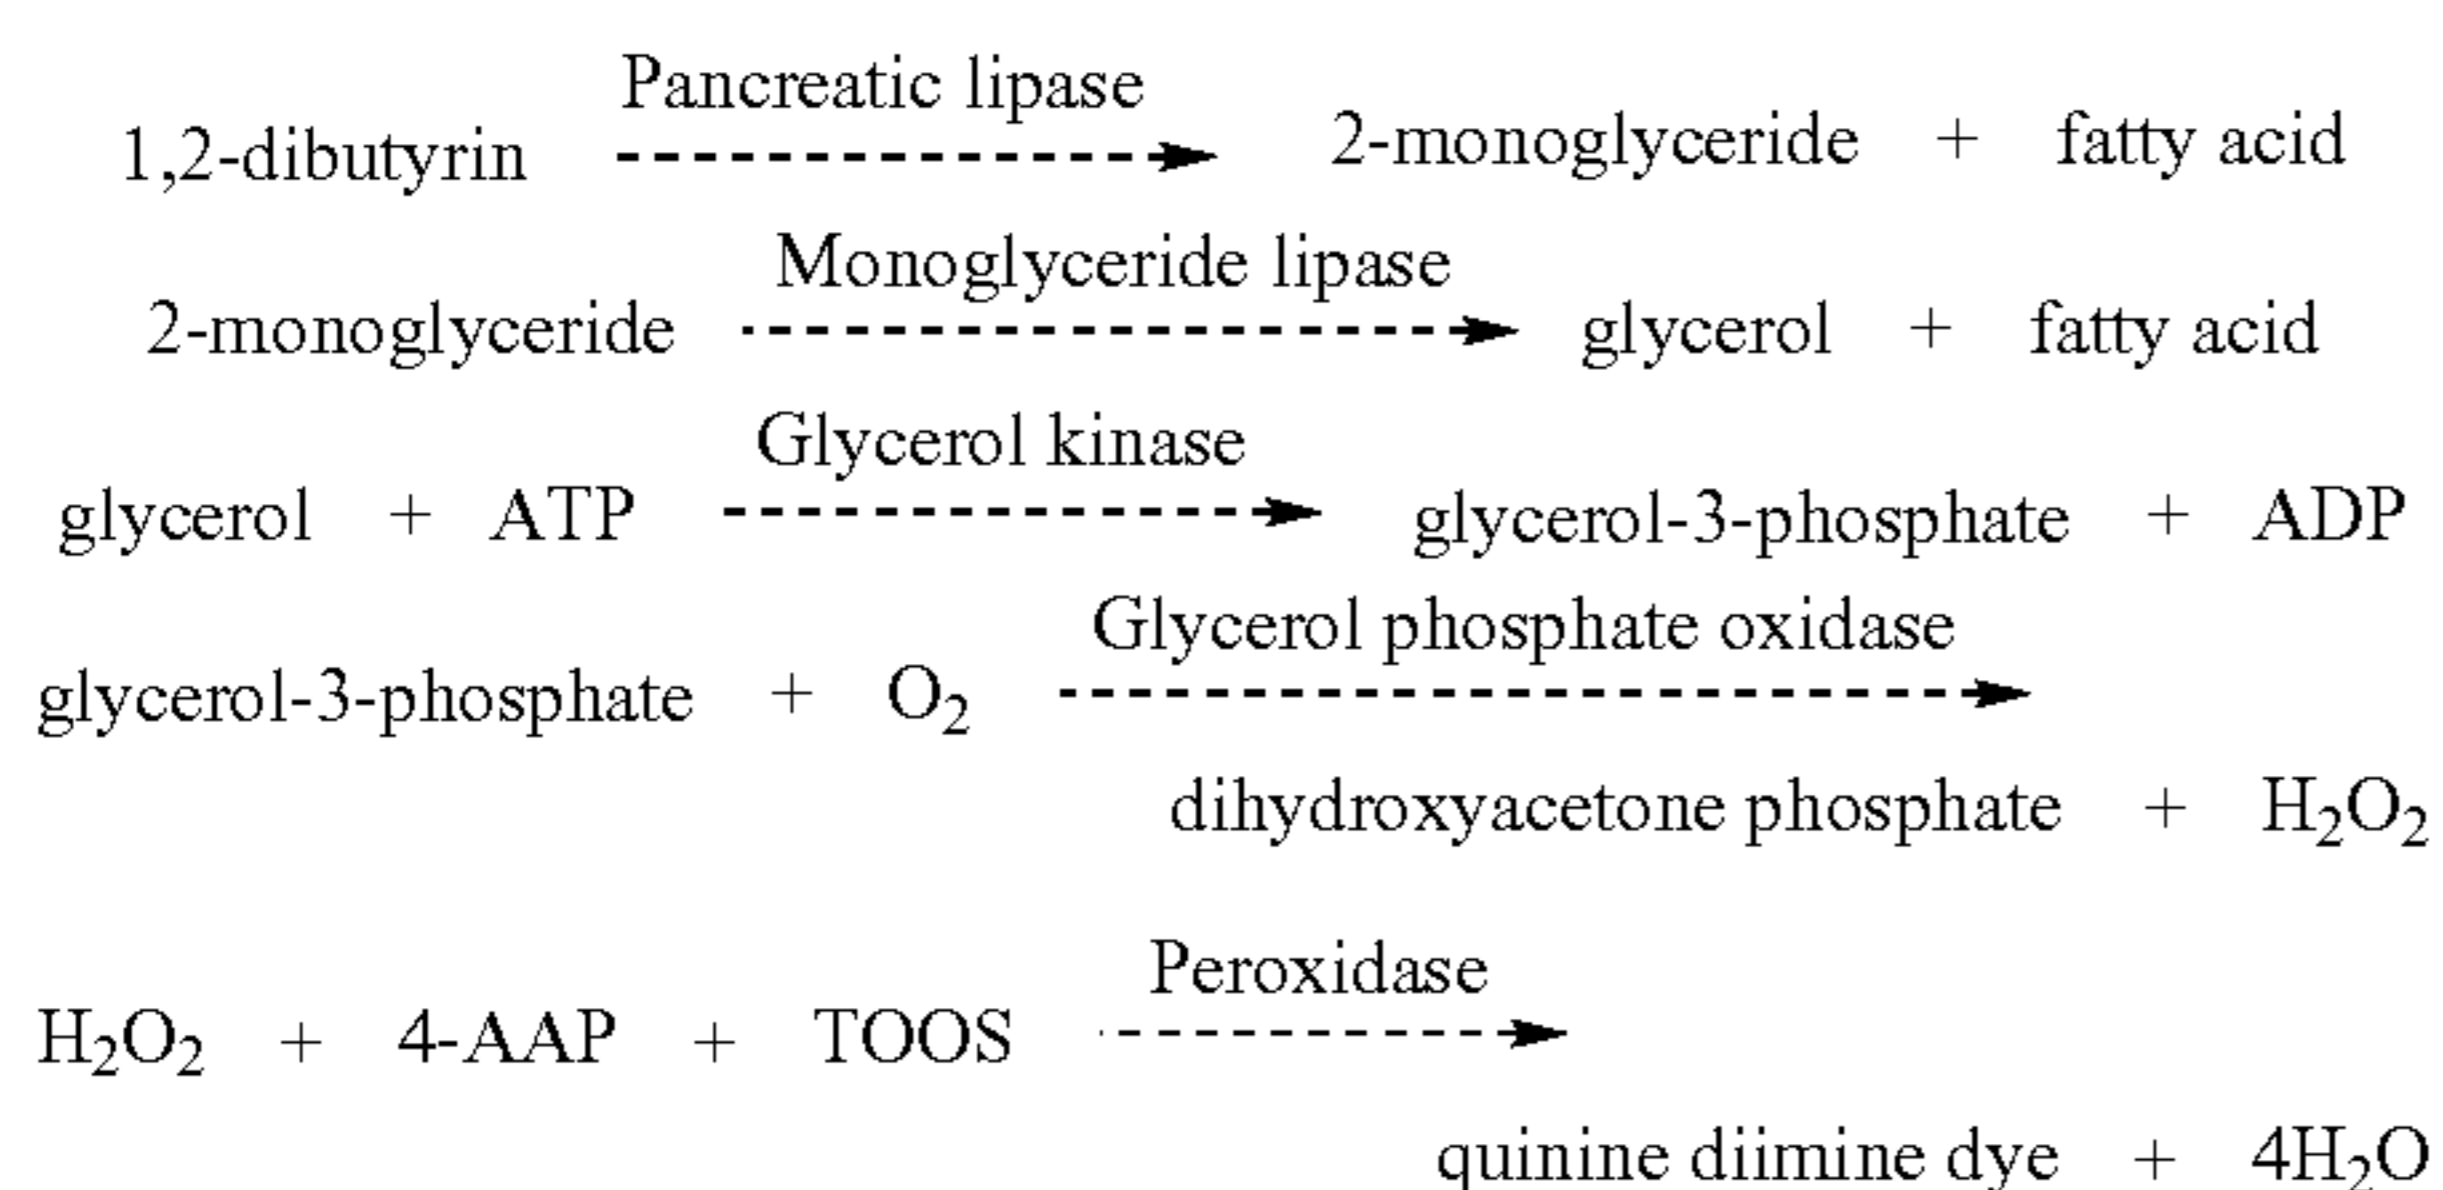 Pancreatic lipase
1,2-dibutyrin 2-monoglyceride + fatty acid
Monoglyceride lipase
2-monoglyceride glycerol + fatty acid
Glycerol kinase
glycerol + ATP glycerol-3-phosphate + ADP
Glycerol phosphate oxidase
glycerol-3-phosphate + O₂
dihydroxyacetone phosphate + H₂O₂
Peroxidase
H₂O₂ + 4-AAP + TOOS
quinine diimine dye + 4H₂O